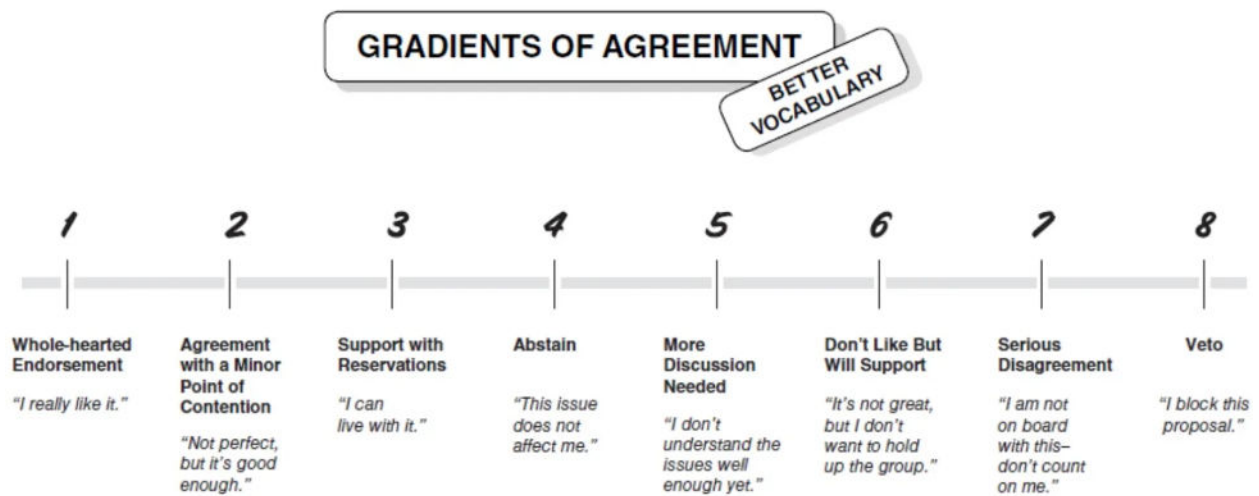 GRADIENTS OF AGREEMENT
BETTER
VOCABULARY
1
2
3
4
5
6
7
8
Whole-hearted
Endorsement
"I really like it."
Agreement
with a Minor
Point of
Contention
"Not perfect,
but it's good
enough."
Support with
Reservations
"I can
live with it."
Abstain
"This issue
does not
affect me."
More
Discussion
Needed
"I don't
understand the
issues well
enough yet."
Don't Like But
Will Support
"It's not great,
but I don't
want to hold
up the group."
Serious
Disagreement
"I am not
on board
with this–
don't count
on me."
Veto
"I block this
proposal."